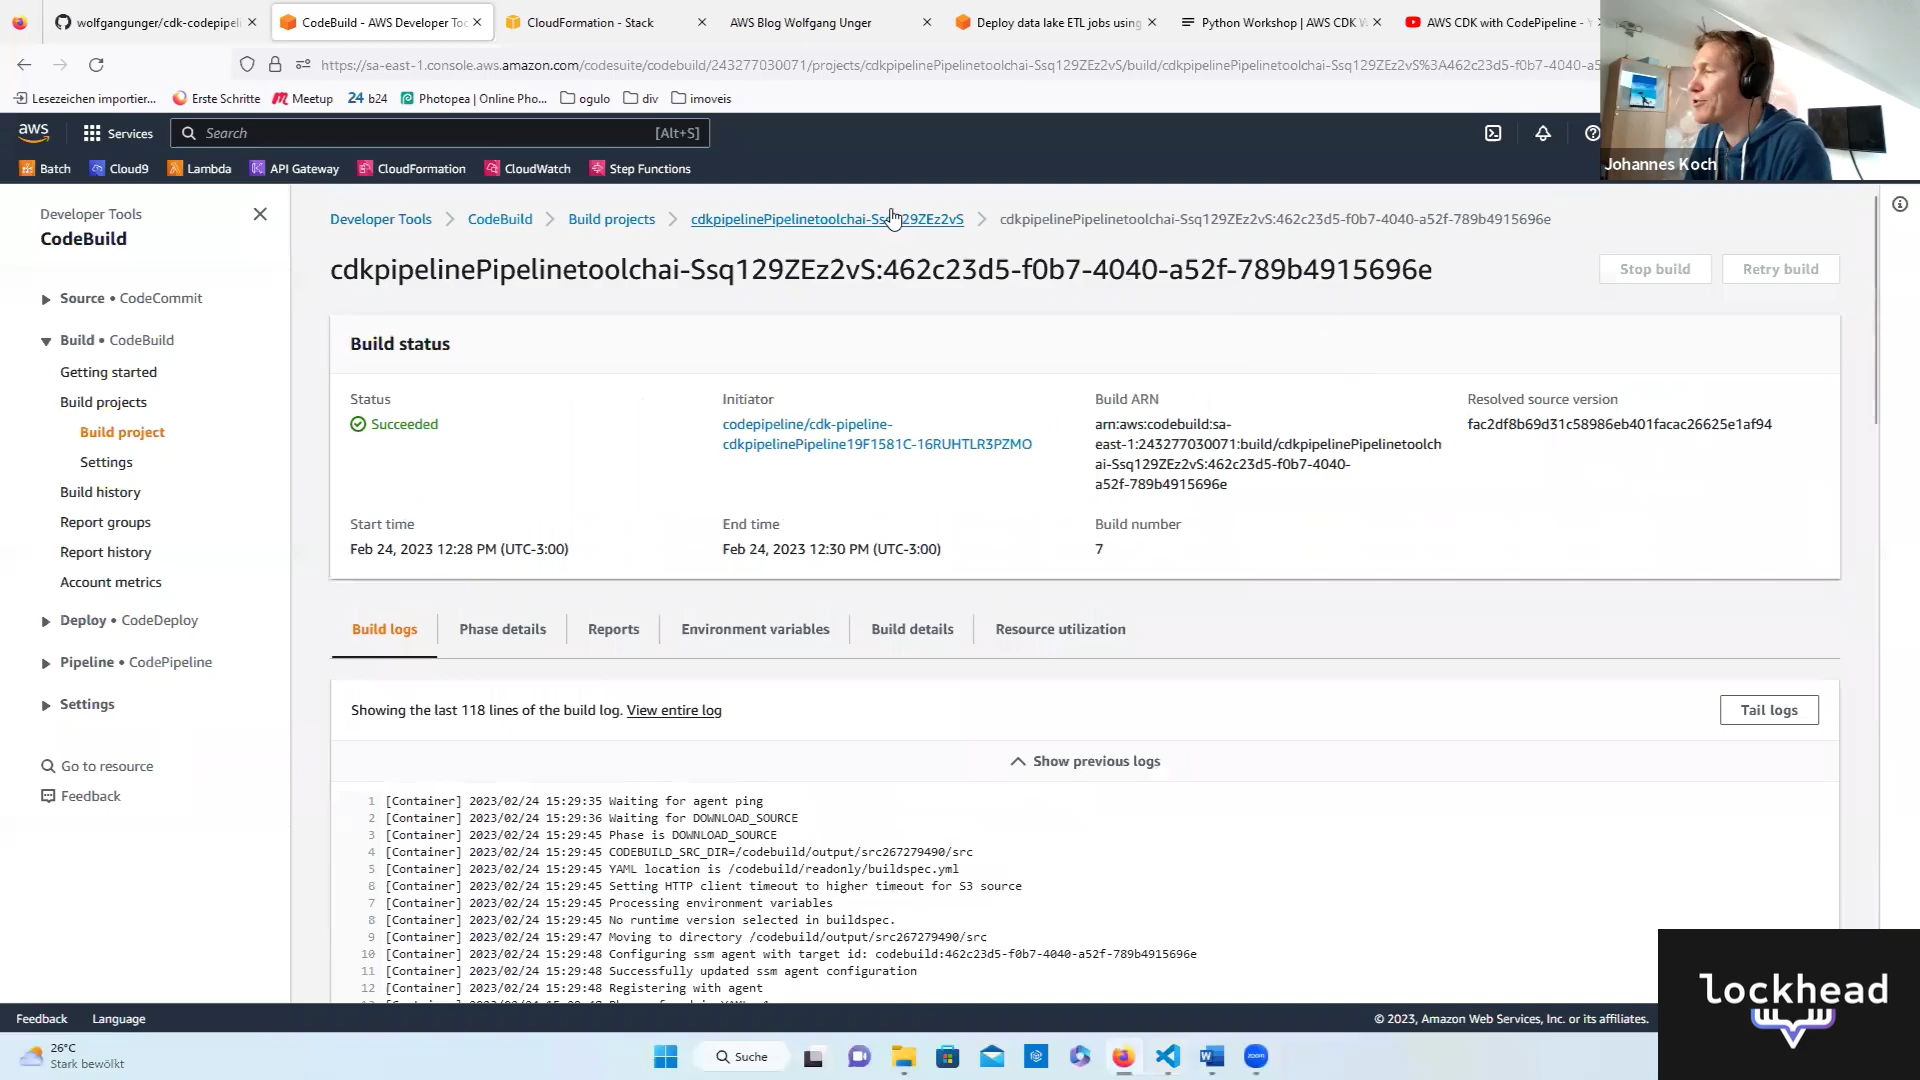 wolfgangunger/cdk-codepipeli
CodeBuild - AWS Developer Too
CloudFormation - Stack
AWS Blog Wolfgang Unger
Deploy data lake ETL jobs using
Python Workshop | AWS CDK W
AWS CDK with CodePipeline -
https://sa-east-1.console.aws.amazon.com/codesuite/codebuild/243277030071/projects/cdkpipelinePipelinetoolchai-Ssq129ZEz2vS/build/cdkpipelinePipelinetoolchai-Ssq129ZEz2vS%3A462c23d5-f0b7-4040-a5
Lesezeichen importier...
Erste Schritte
Meetup
24 b24
Photopea | Online Pho...
ogulo
div
imoveis
aws
Services
Search
[Alt+S]
Johannes Koch
Batch
Cloud9
Lambda
API Gateway
CloudFormation
CloudWatch
Step Functions
Developer Tools
CodeBuild
Source • CodeCommit
Build • CodeBuild
Getting started
Build projects
Build project
Settings
Build history
Report groups
Report history
Account metrics
Deploy • CodeDeploy
Pipeline • CodePipeline
Settings
Go to resource
Feedback
Developer Tools
CodeBuild
Build projects
cdkpipelinePipelinetoolchai-Ssq129ZEz2vS
cdkpipelinePipelinetoolchai-Ssq129ZEz2vS:462c23d5-f0b7-4040-a52f-789b4915696e
cdkpipelinePipelinetoolchai-Ssq129ZEz2vS:462c23d5-f0b7-4040-a52f-789b4915696e
Stop build
Retry build
Build status
Status
Succeeded
Initiator
codepipeline/cdk-pipeline-
cdkpipelinePipeline19F1581C-16RUHTLR3PZMO
Build ARN
arn:aws:codebuild:sa-
east-1:243277030071:build/cdkpipelinePipelinetoolch
ai-Ssq129ZEz2vS:462c23d5-f0b7-4040-
a52f-789b4915696e
Resolved source version
fac2df8b69d31c58986eb401facac26625e1af94
Start time
Feb 24, 2023 12:28 PM (UTC-3:00)
End time
Feb 24, 2023 12:30 PM (UTC-3:00)
Build number
7
Build logs
Phase details
Reports
Environment variables
Build details
Resource utilization
Showing the last 118 lines of the build log. View entire log
Tail logs
Show previous logs
1 [Container] 2023/02/24 15:29:35 Waiting for agent ping
2 [Container] 2023/02/24 15:29:36 Waiting for DOWNLOAD_SOURCE
3 [Container] 2023/02/24 15:29:45 Phase is DOWNLOAD_SOURCE
4 [Container] 2023/02/24 15:29:45 CODEBUILD_SRC_DIR=/codebuild/output/src267279490/src
5 [Container] 2023/02/24 15:29:45 YAML location is /codebuild/readonly/buildspec.yml
6 [Container] 2023/02/24 15:29:45 Setting HTTP client timeout to higher timeout for S3 source
7 [Container] 2023/02/24 15:29:45 Processing environment variables
8 [Container] 2023/02/24 15:29:45 No runtime version selected in buildspec.
9 [Container] 2023/02/24 15:29:47 Moving to directory /codebuild/output/src267279490/src
10 [Container] 2023/02/24 15:29:48 Configuring ssm agent with target id: codebuild:462c23d5-f0b7-4040-a52f-789b4915696e
11 [Container] 2023/02/24 15:29:48 Successfully updated ssm agent configuration
12 [Container] 2023/02/24 15:29:48 Registering with agent
Feedback
Language
© 2023, Amazon Web Services, Inc. or its affiliates.
lockhead
26°C
Stark bewölkt
Suche
zoom